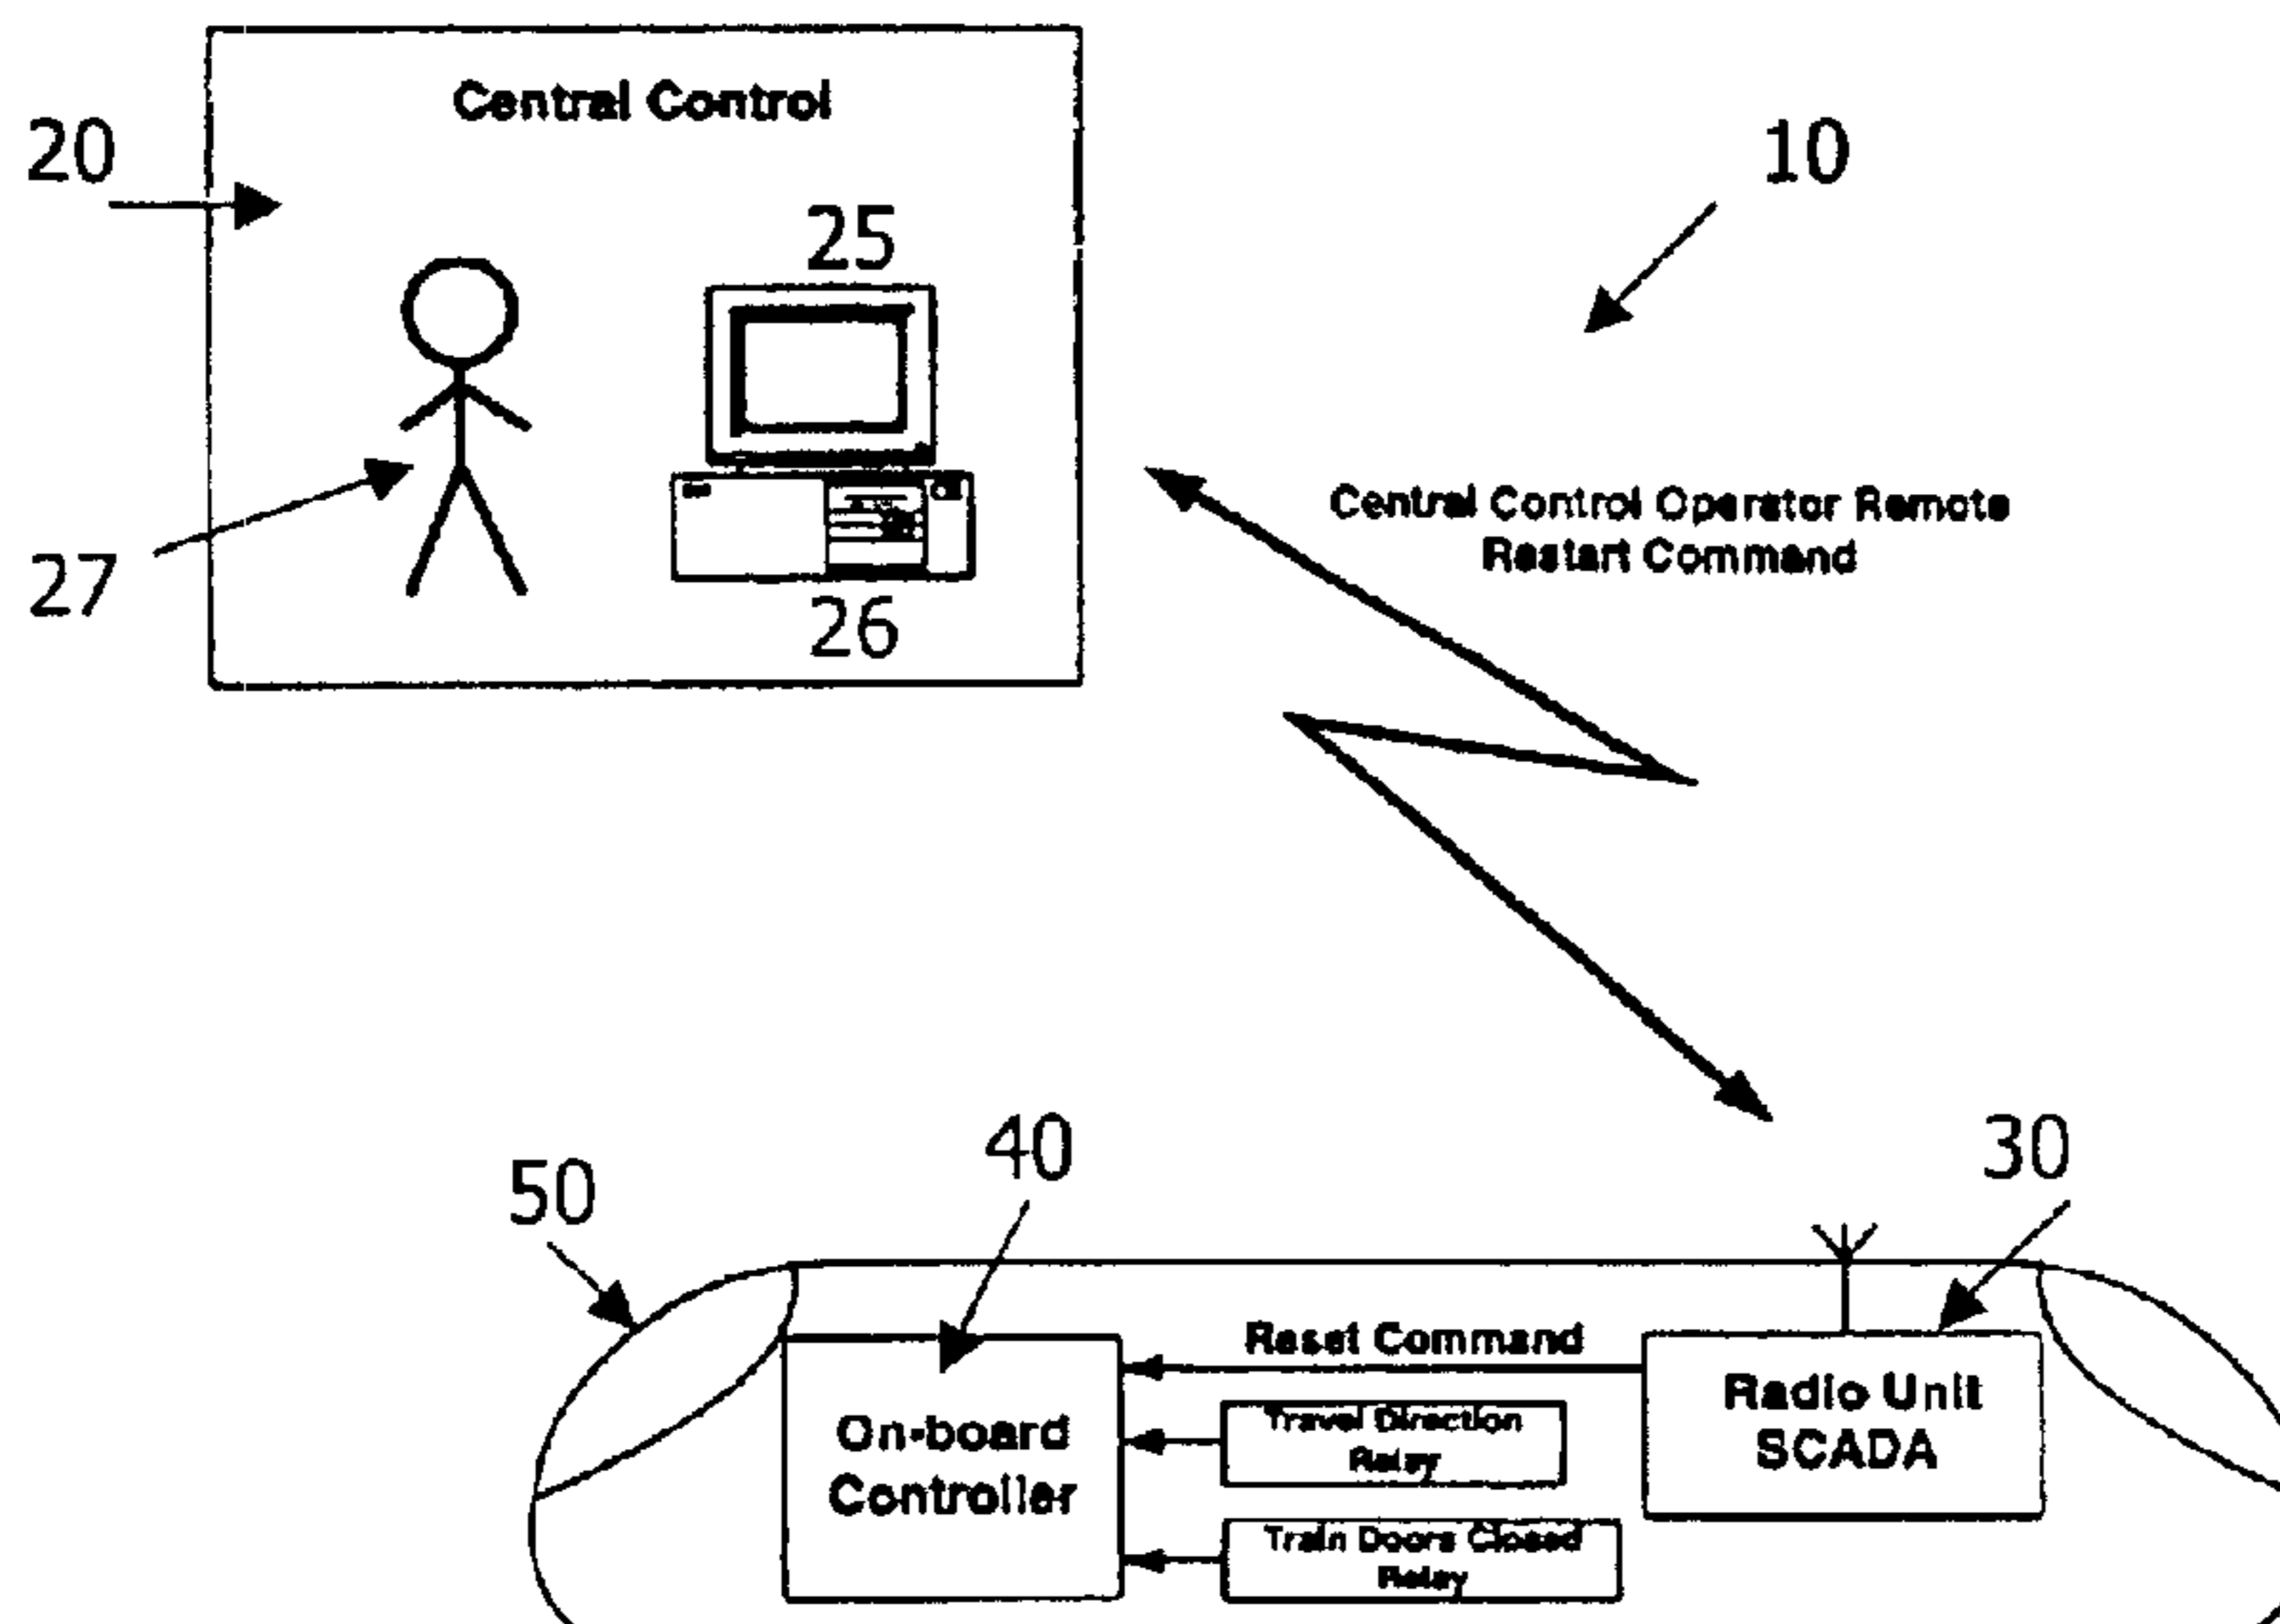 Central Control
20
10
25
27
26
Central Control Operator Remote
Restart Command
50
40
30
Reset Command
On-board
Controller
Travel Direction
Relay
Train Doors Closed
Relay
Radio Unit
SCADA